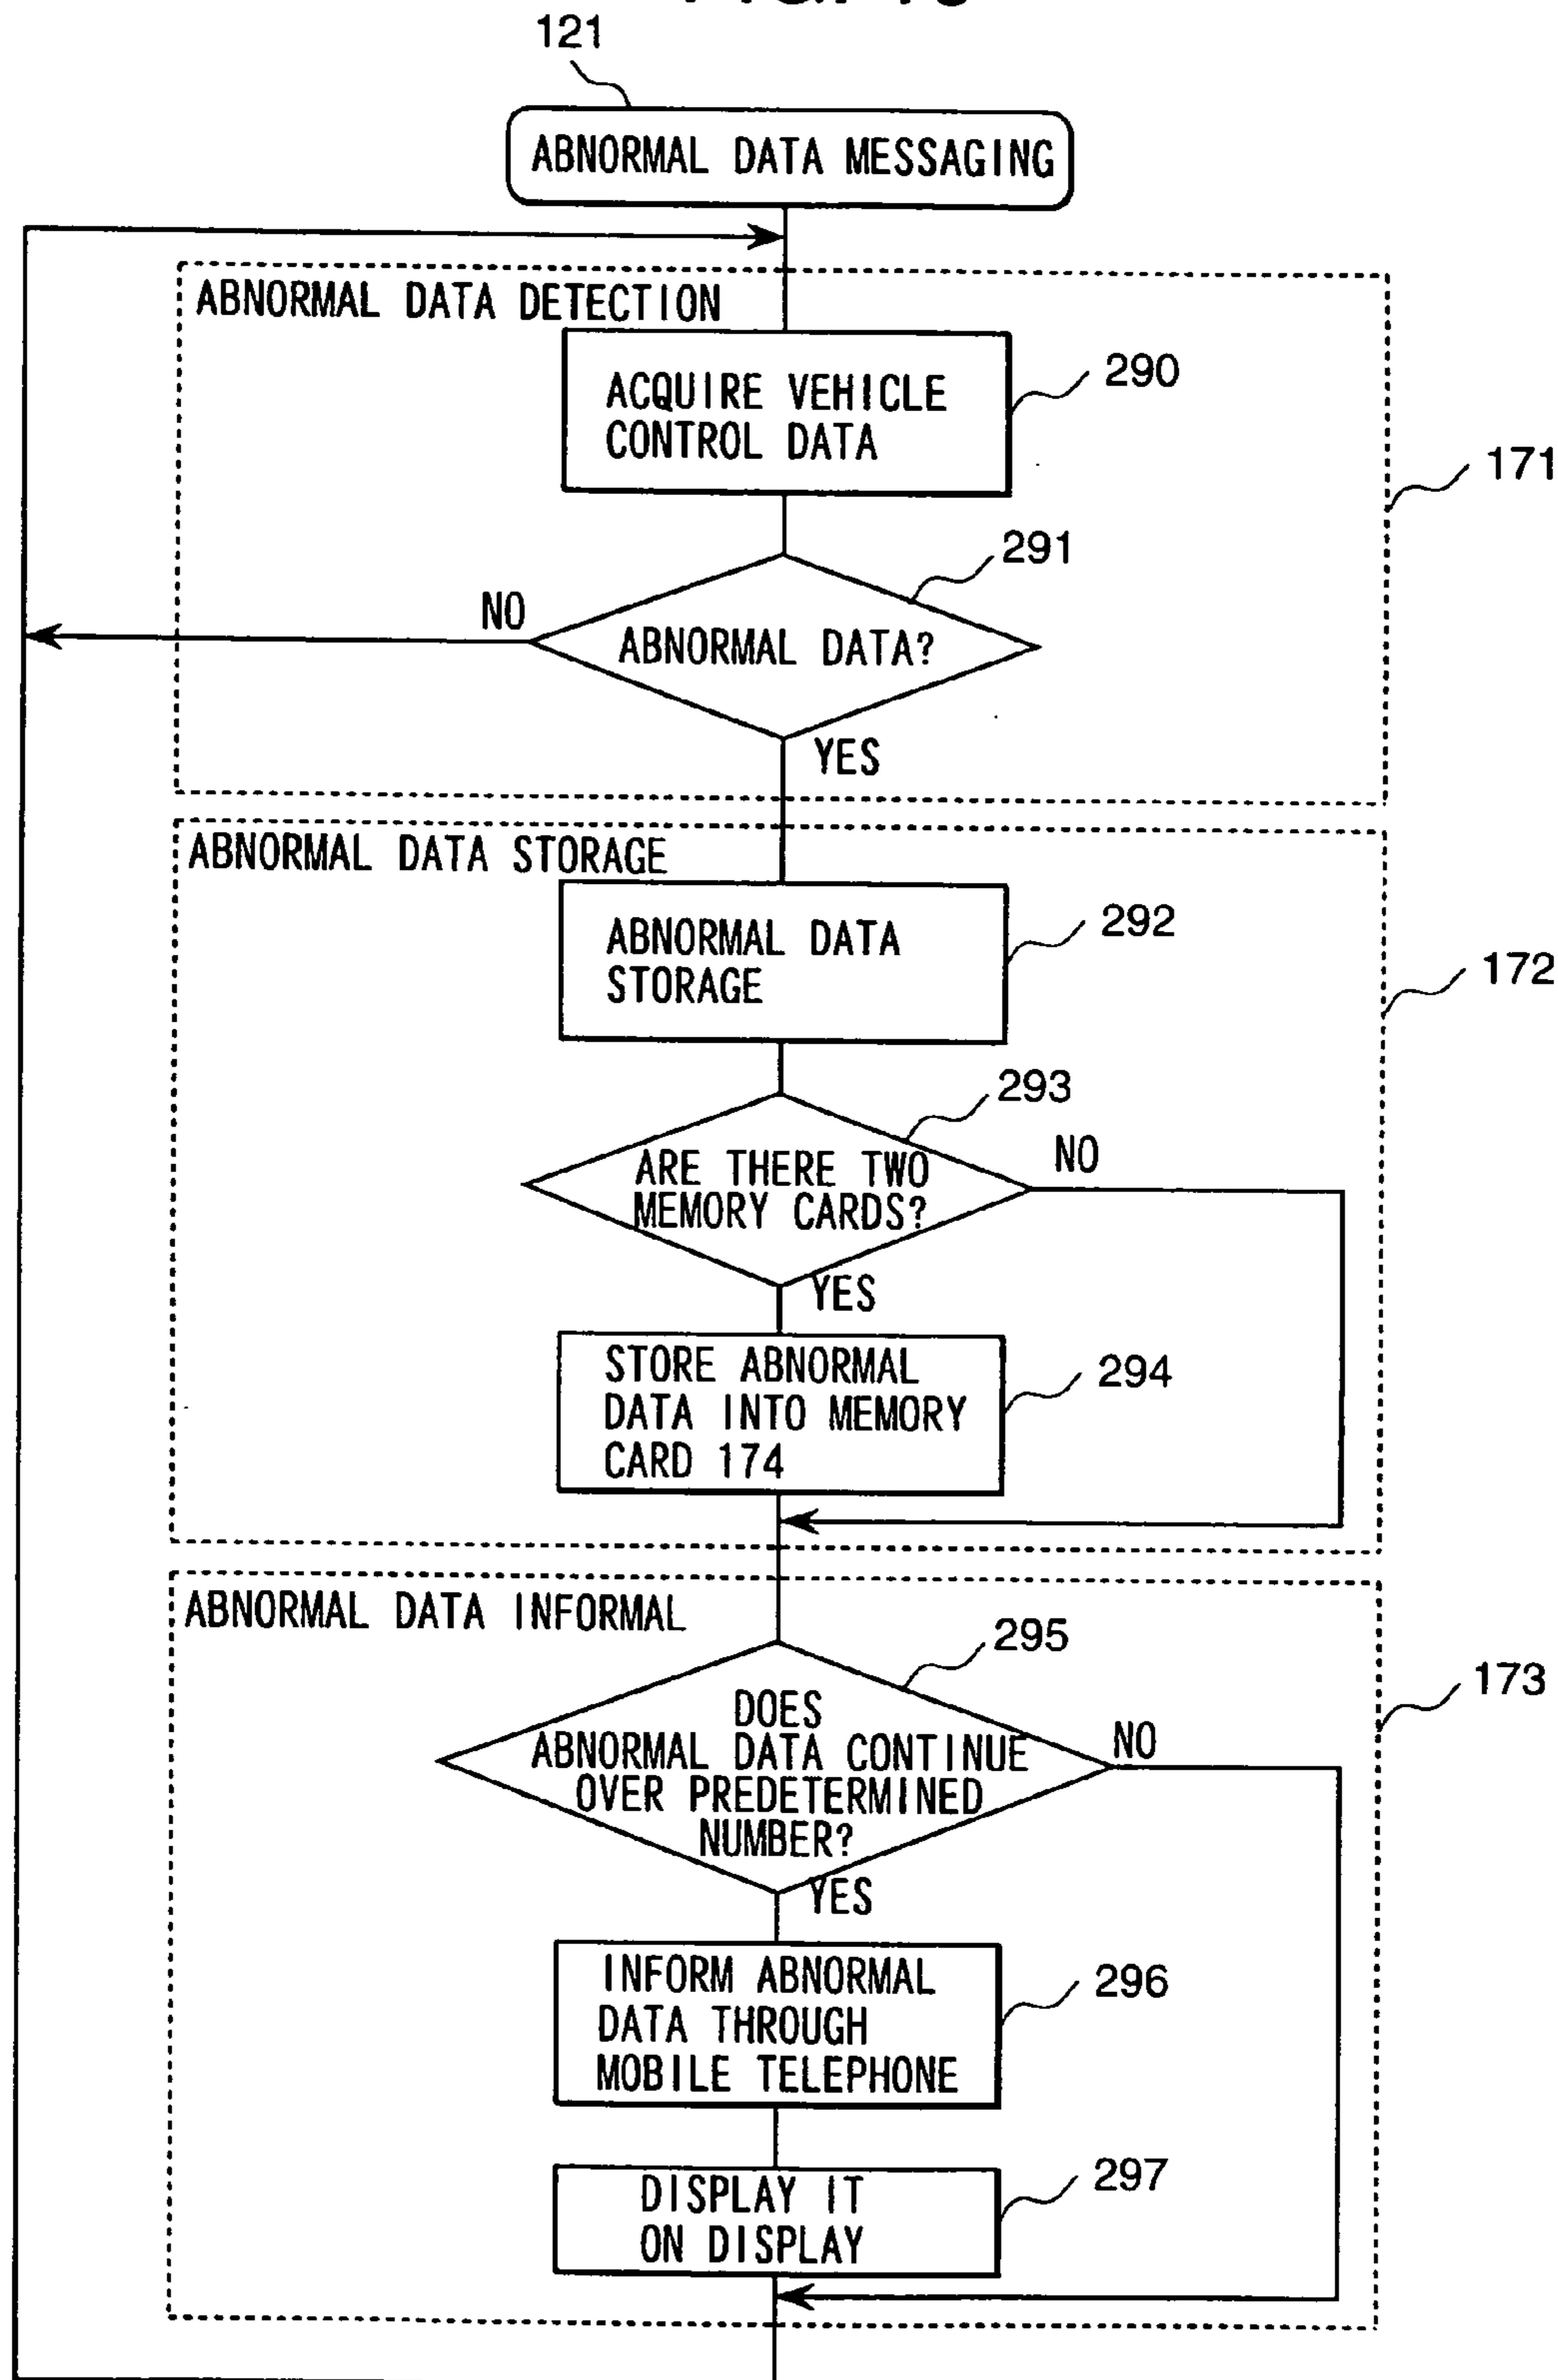 121
ABNORMAL DATA MESSAGING
ABNORMAL DATA DETECTION
ACQUIRE VEHICLE
CONTROL DATA
290
171
291
NO
ABNORMAL DATA?
YES
ABNORMAL DATA STORAGE
ABNORMAL DATA
STORAGE
292
172
293
ARE THERE TWO
MEMORY CARDS?
NO
YES
STORE ABNORMAL
DATA INTO MEMORY
CARD 174
294
ABNORMAL DATA INFORMAL
295
173
DOES
ABNORMAL DATA CONTINUE
OVER PREDETERMINED
NUMBER?
NO
YES
INFORM ABNORMAL
DATA THROUGH
MOBILE TELEPHONE
296
DISPLAY IT
ON DISPLAY
297